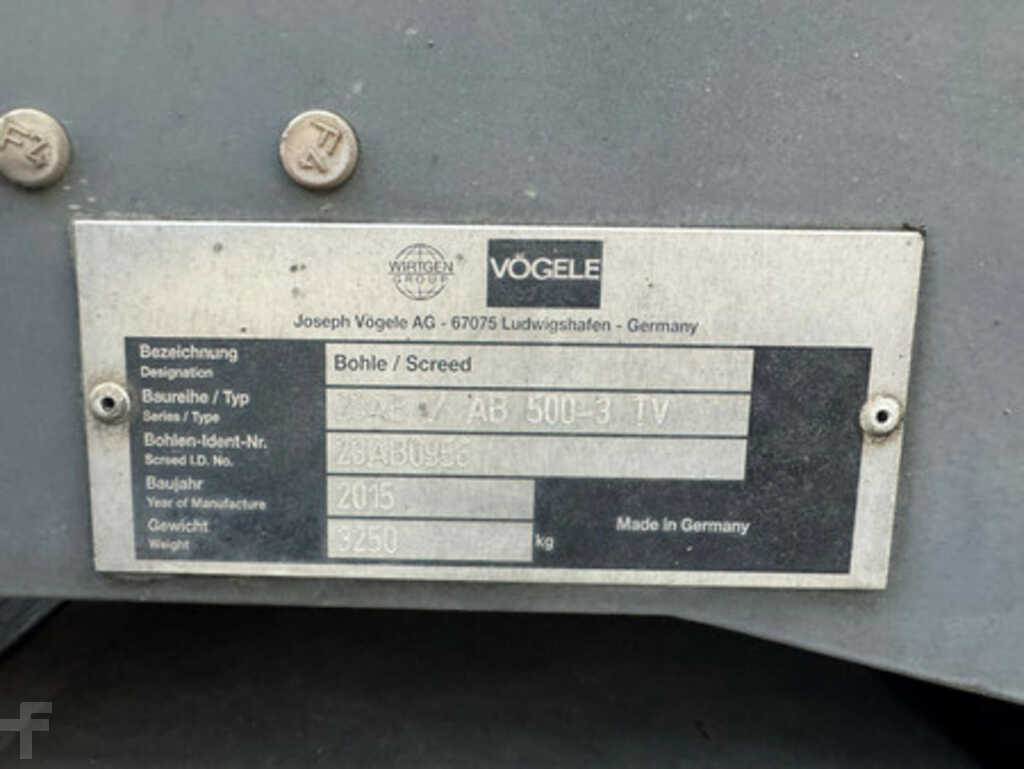 WIRTGEN
GROUP
VÖGELE
Joseph Vögele AG - 67075 Ludwigshafen - Germany
Bezeichnung
Designation
Bohle / Screed
Baureihe / Typ
Series / Type
/ AB 500-3 TV
Bohlen-Ident-Nr.
Screed I.D. No.
Baujahr
Year of Manufacture
2015
Gewicht
Weight
3250
kg
Made in Germany